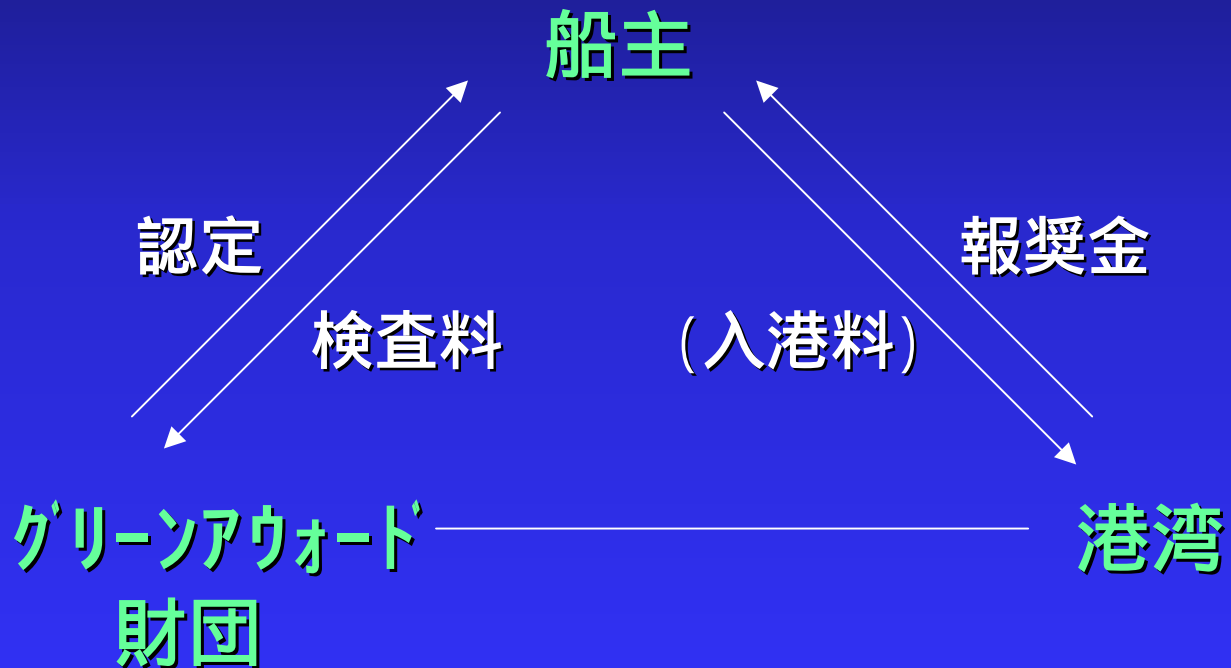 船主
認定
報奨金
検査料
(入港料)
ｸﾞﾘｰﾝｱｳｫｰﾄﾞ
港湾
財団